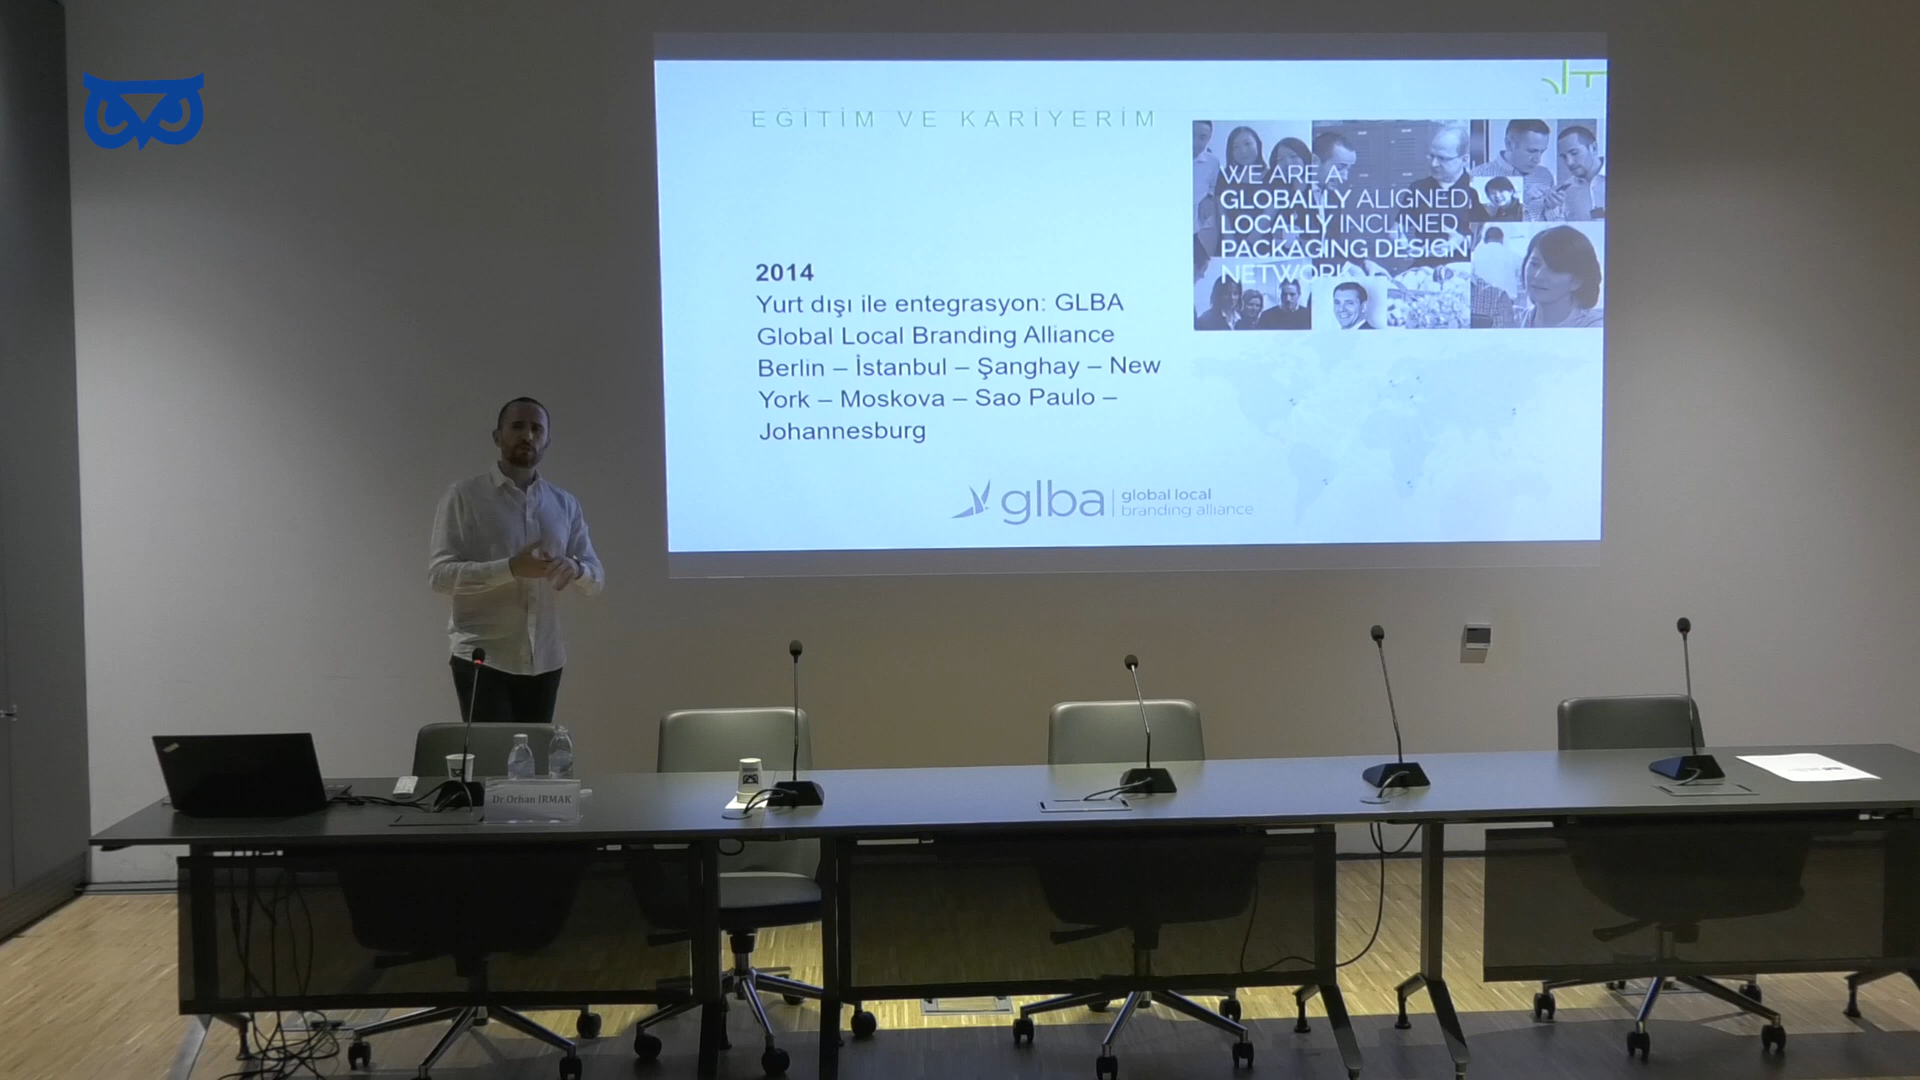 EĞİTİM VE KARİYERİM
WE ARE A
GLOBALLY ALIGNED,
LOCALLY INCLINED
PACKAGING DESIGN
NETWORK
2014
Yurt dışı ile entegrasyon: GLBA
Global Local Branding Alliance
Berlin – İstanbul – Şanghay – New
York – Moskova – Sao Paulo –
Johannesburg
glba
global local
branding alliance
Dr Orhan IRMAK